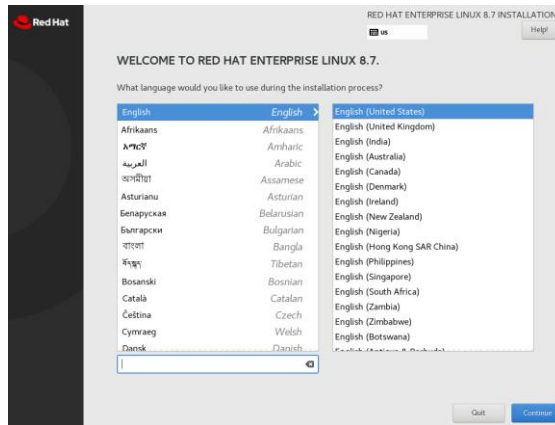 Red Hat
RED HAT ENTERPRISE LINUX 8.7 INSTALLATION
us
Help!
WELCOME TO RED HAT ENTERPRISE LINUX 8.7.
What language would you like to use during the installation process?
English English
Afrikaans Afrikaans
አማርኛ Amharic
العربية Arabic
অসমীয়া Assamese
Asturianu Asturian
Беларуская Belarusian
Български Bulgarian
বাংলা Bangla
Tibetan
Bosanski Bosnian
Català Catalan
Čeština Czech
Cymraeg Welsh
Dansk Danish
English (United States)
English (United Kingdom)
English (India)
English (Australia)
English (Canada)
English (Denmark)
English (Ireland)
English (New Zealand)
English (Nigeria)
English (Hong Kong SAR China)
English (Philippines)
English (Singapore)
English (South Africa)
English (Zambia)
English (Zimbabwe)
English (Botswana)
English (Antigua & Barbuda)
Quit
Continue